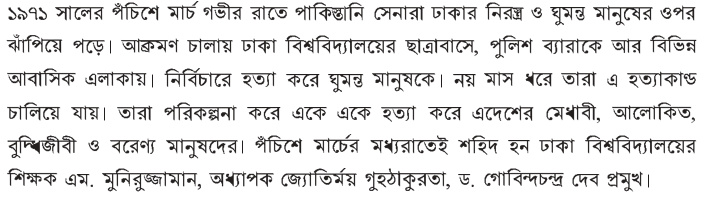 ১৯৭১ সালের পঁচিশে মার্চ গভীর রাতে পাকিস্তানি সেনারা ঢাকার নিরস্ত্র ও ঘুমন্ত মানুষের ওপর
ঝাঁপিয়ে পড়ে। আক্রমণ চালায় ঢাকা বিশ্ববিদ্যালয়ের ছাত্রাবাসে, পুলিশ ব্যারাকে আর বিভিন্ন
আবাসিক এলাকায়। নির্বিচারে হত্যা করে ঘুমন্ত মানুষকে। নয় মাস ধরে তারা এ হত্যাকাণ্ড
চালিয়ে যায়। তারা পরিকল্পনা করে একে একে হত্যা করে এদেশের মেধাবী, আলোকিত,
বুদ্ধিজীবী ও বরেণ্য মানুষদের। পঁচিশে মার্চের মধ্যরাতেই শহিদ হন ঢাকা বিশ্ববিদ্যালয়ের
শিক্ষক এম. মুনিরুজ্জামান, অধ্যাপক জ্যোতির্ময় গুহঠাকুরতা, ড. গোবিন্দচন্দ্র দেব প্রমুখ।